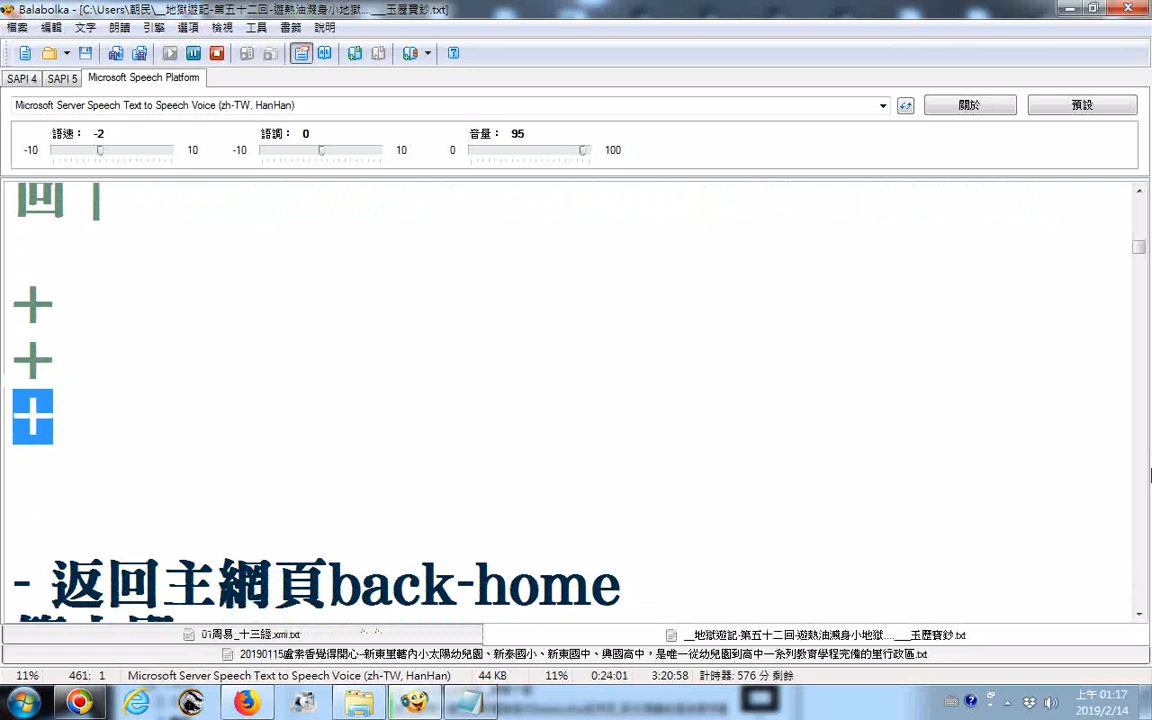 Balabolka - [C:\Users\朝民\__地獄遊記-第五十二回-遊熱油濺身小地獄....___玉歷寶鈔.txt]
檔案 編輯 文字 朗讀 引擎 選項 檢視 工具 書籤 說明
SAPI 4 SAPI 5 Microsoft Speech Platform
Microsoft Server Speech Text to Speech Voice (zh-TW, HanHan) 關於 預設
語速： -2 語調： 0 音量： 95
-10 10 -10 10 0 100
回 |
+
+
+
- 返回主網頁back-home
01周易_十三經.xml.txt __地獄遊記-第五十二回-遊熱油濺身小地獄....___玉歷寶鈔.txt
20190115盧素香覺得開心--新東里轄內小太陽幼兒園、新泰國小、新東國中、興國高中，是唯一從幼兒園到高中一系列教育學程完備的里行政區.txt
11% 461: 1 Microsoft Server Speech Text to Speech Voice (zh-TW, HanHan) 44 KB 11% 0:24:01 3:20:58 計時器: 576 分 剩餘
上午 01:17
2019/2/14